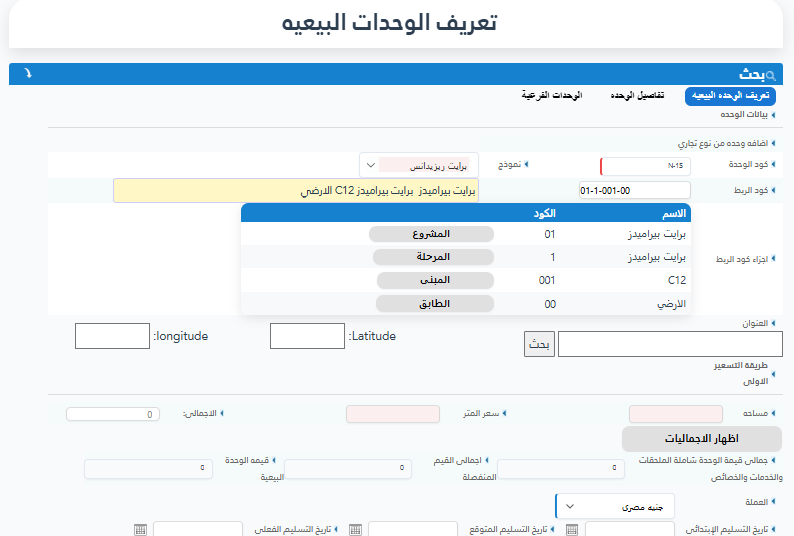 تعريف الوحدات البيعيه
بحث
تعريف الوحده البيعيه تفاصيل الوحده الوحدات الفرعية
بيانات الوحده
اضافه وحده من نوع تجاري
كود الوحدة N-15 نموذج برايت ريزيدانس
كود الربط 01-1-001-00 برايت بيراميدز برايت بيراميدز C12 الارضي
الاسم الكود
برايت بيراميدز 01 المشروع
اجزاء كود الربط
برايت بيراميدز 1 المرحلة
C12 001 المبنى
الارضي 00 الطابق
العنوان
بحث Latitude: longitude:
طريقة التسعير
الاولى
مساحه سعر المتر الاجمالى: 0
اظهار الاجماليات
جمالى قيمة الوحدة شاملة الملحقات والخدمات والخصائص 0 اجمالى القيم المنفصلة 0 قيمه الوحدة البيعية 0
العملة جنيه مصرى
تاريخ التسليم الإبتدائي تاريخ التسليم المتوقع تاريخ التسليم الفعلى